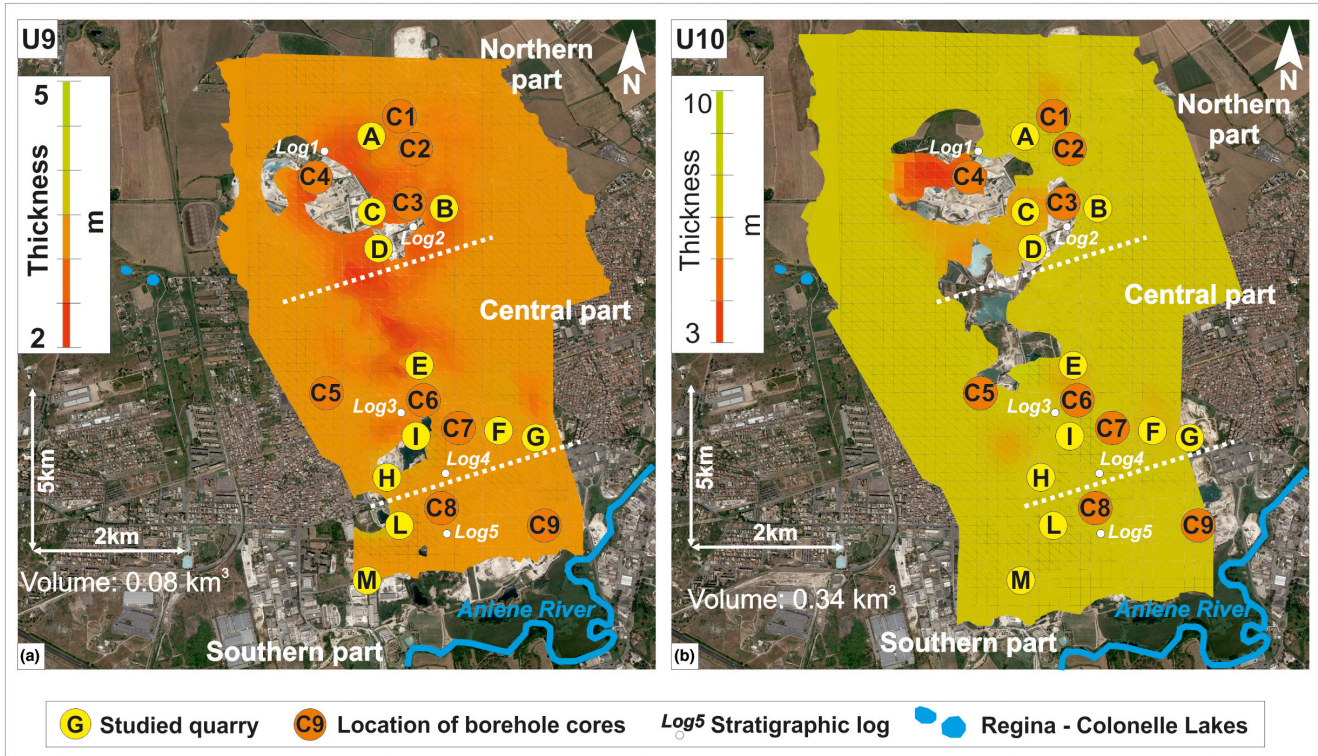 U9
Northern
part
N
5
Thickness
m
2
C1
A
C2
Log1
C4
C3
C
B
Log2
D
Central part
E
C5
C6
Log3
C7
F
I
G
Log4
H
C8
L
C9
Log5
M
5km
2km
Volume: 0.08 km³
Aniene River
Southern part
(a)
U10
N
Northern
part
10
Thickness
m
3
C1
A
C2
Log1
C4
C3
C
B
Log2
D
Central part
E
C5
C6
Log3
C7
F
I
G
Log4
H
C8
L
C9
Log5
M
5km
2km
Volume: 0.34 km³
Aniene River
Southern part
(b)
G Studied quarry
C9 Location of borehole cores
Log5 Stratigraphic log
Regina - Colonelle Lakes